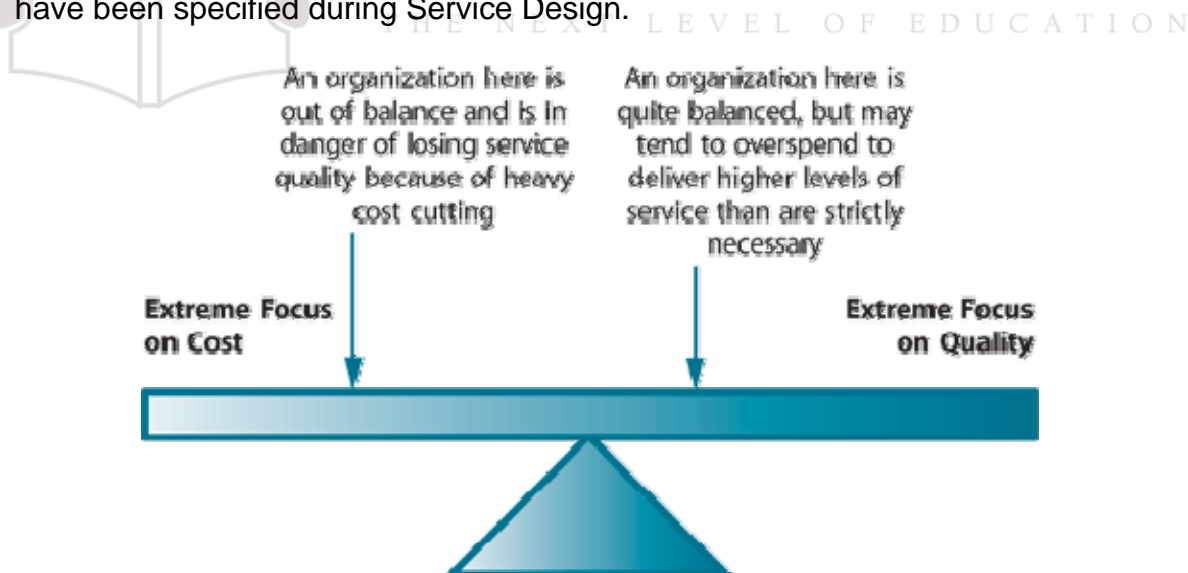 have been specified during Service Design.
THE NEXT LEVEL OF EDUCATION
An organization here is
out of balance and is in
danger of losing service
quality because of heavy
cost cutting
An organization here is
quite balanced, but may
tend to overspend to
deliver higher levels of
service than are strictly
necessary
Extreme Focus
on Cost
Extreme Focus
on Quality